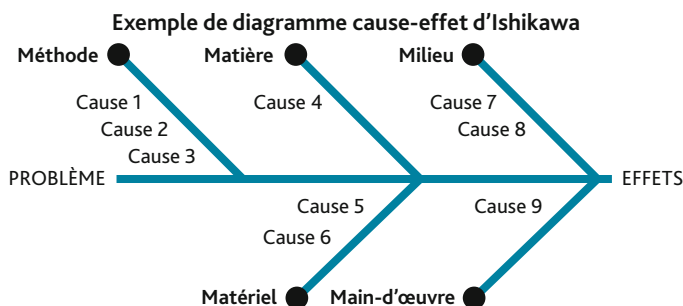 Exemple de diagramme cause-effet d'Ishikawa
Méthode
Matière
Milieu
Cause 1
Cause 2
Cause 3
Cause 4
Cause 7
Cause 8
PROBLÈME
EFFETS
Cause 5
Cause 6
Cause 9
Matériel
Main-d'œuvre